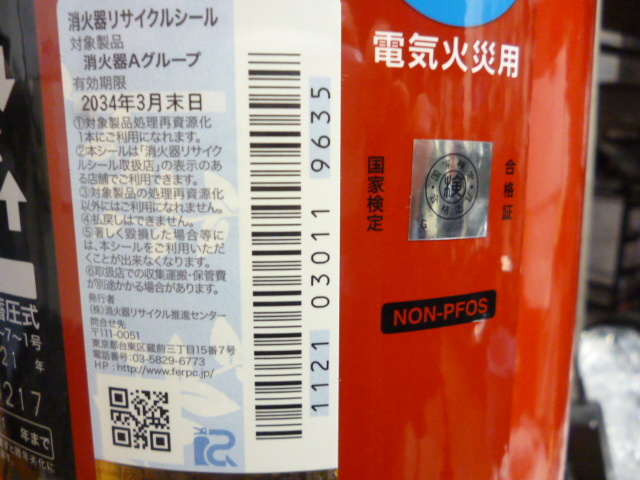 消火器リサイクルシール
対象製品
消火器Aグループ
有効期限
2034年3月末日
①対象製品処理再資源化
1本にご利用になれます。
②本シールは「消火器リサイク
ルシール取扱店」の表示のあ
る店舗でご利用できます。
③対象製品の処理再資源化
以外にはご利用になれません。
④払戻しはできません。
⑤著しく毀損した場合等に
は、本シールをご利用いただ
くことが出来なくなります。
⑥取扱店での収集運搬・保管費
が別途かかる場合があります。
発行者
(株)消火器リサイクル推進センター
問合せ先
〒111-0051
東京都台東区蔵前三丁目15番7号
電話番号:03-5829-6773
HP:http://www.ferpc.jp/
1121 03011 9635
電気火災用
国家検定
検
合格証
G
NON-PFOS
蓄圧式
-7~1号
21 年
0217
年まで